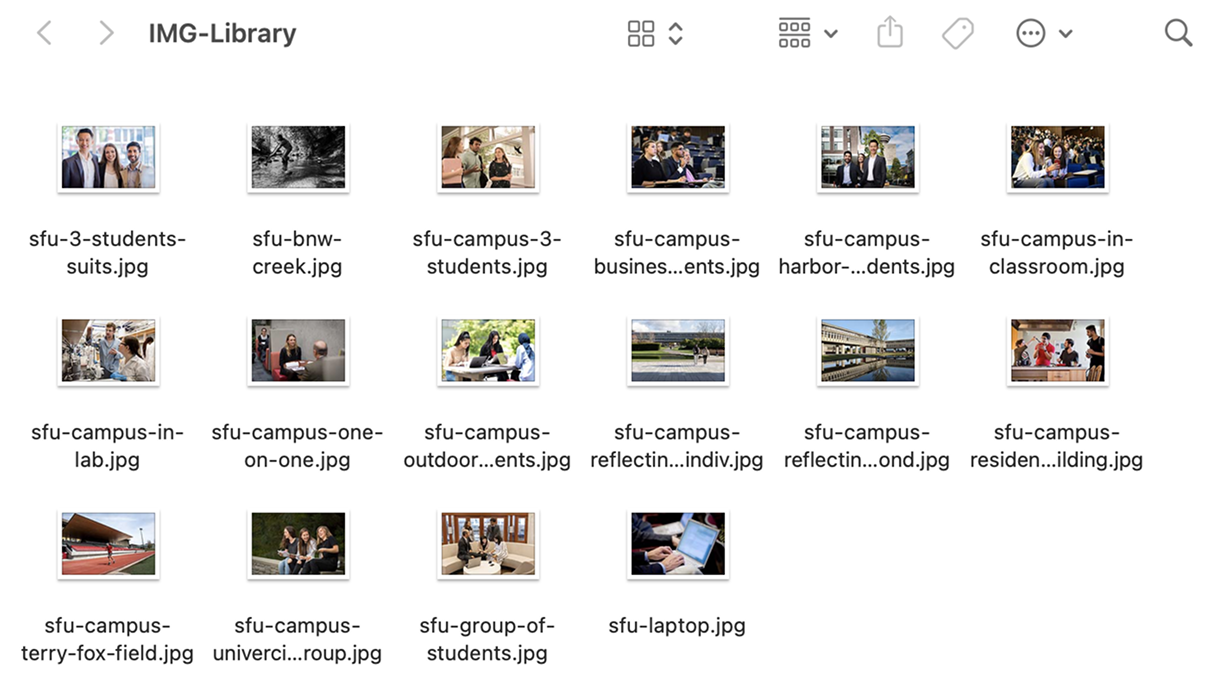 IMG-Library
sfu-3-students-
suits.jpg
sfu-bnw-
creek.jpg
sfu-campus-3-
students.jpg
sfu-campus-
busines...ents.jpg
sfu-campus-
harbor-...dents.jpg
sfu-campus-in-
classroom.jpg
sfu-campus-in-
lab.jpg
sfu-campus-one-
on-one.jpg
sfu-campus-
outdoor...ents.jpg
sfu-campus-
reflectin...indiv.jpg
sfu-campus-
reflectin...ond.jpg
sfu-campus-
residen...ilding.jpg
sfu-campus-
terry-fox-field.jpg
sfu-campus-
univerci...roup.jpg
sfu-group-of-
students.jpg
sfu-laptop.jpg